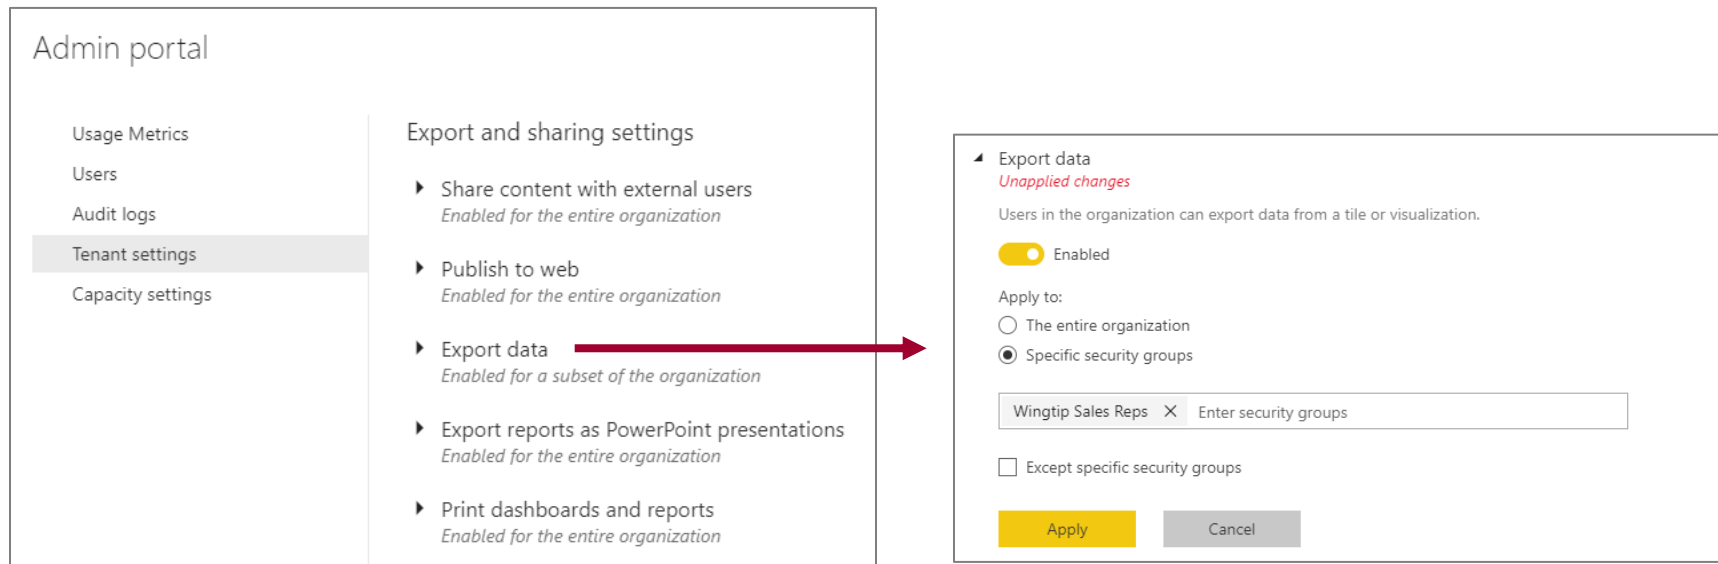 Admin portal
Usage Metrics
Users
Audit logs
Tenant settings
Capacity settings
Export and sharing settings
Share content with external users
Enabled for the entire organization
Publish to web
Enabled for the entire organization
Export data
Enabled for a subset of the organization
Export reports as PowerPoint presentations
Enabled for the entire organization
Print dashboards and reports
Enabled for the entire organization
Export data
Unapplied changes
Users in the organization can export data from a tile or visualization.
Enabled
Apply to:
The entire organization
Specific security groups
Wingtip Sales Reps Enter security groups
Except specific security groups
Apply Cancel